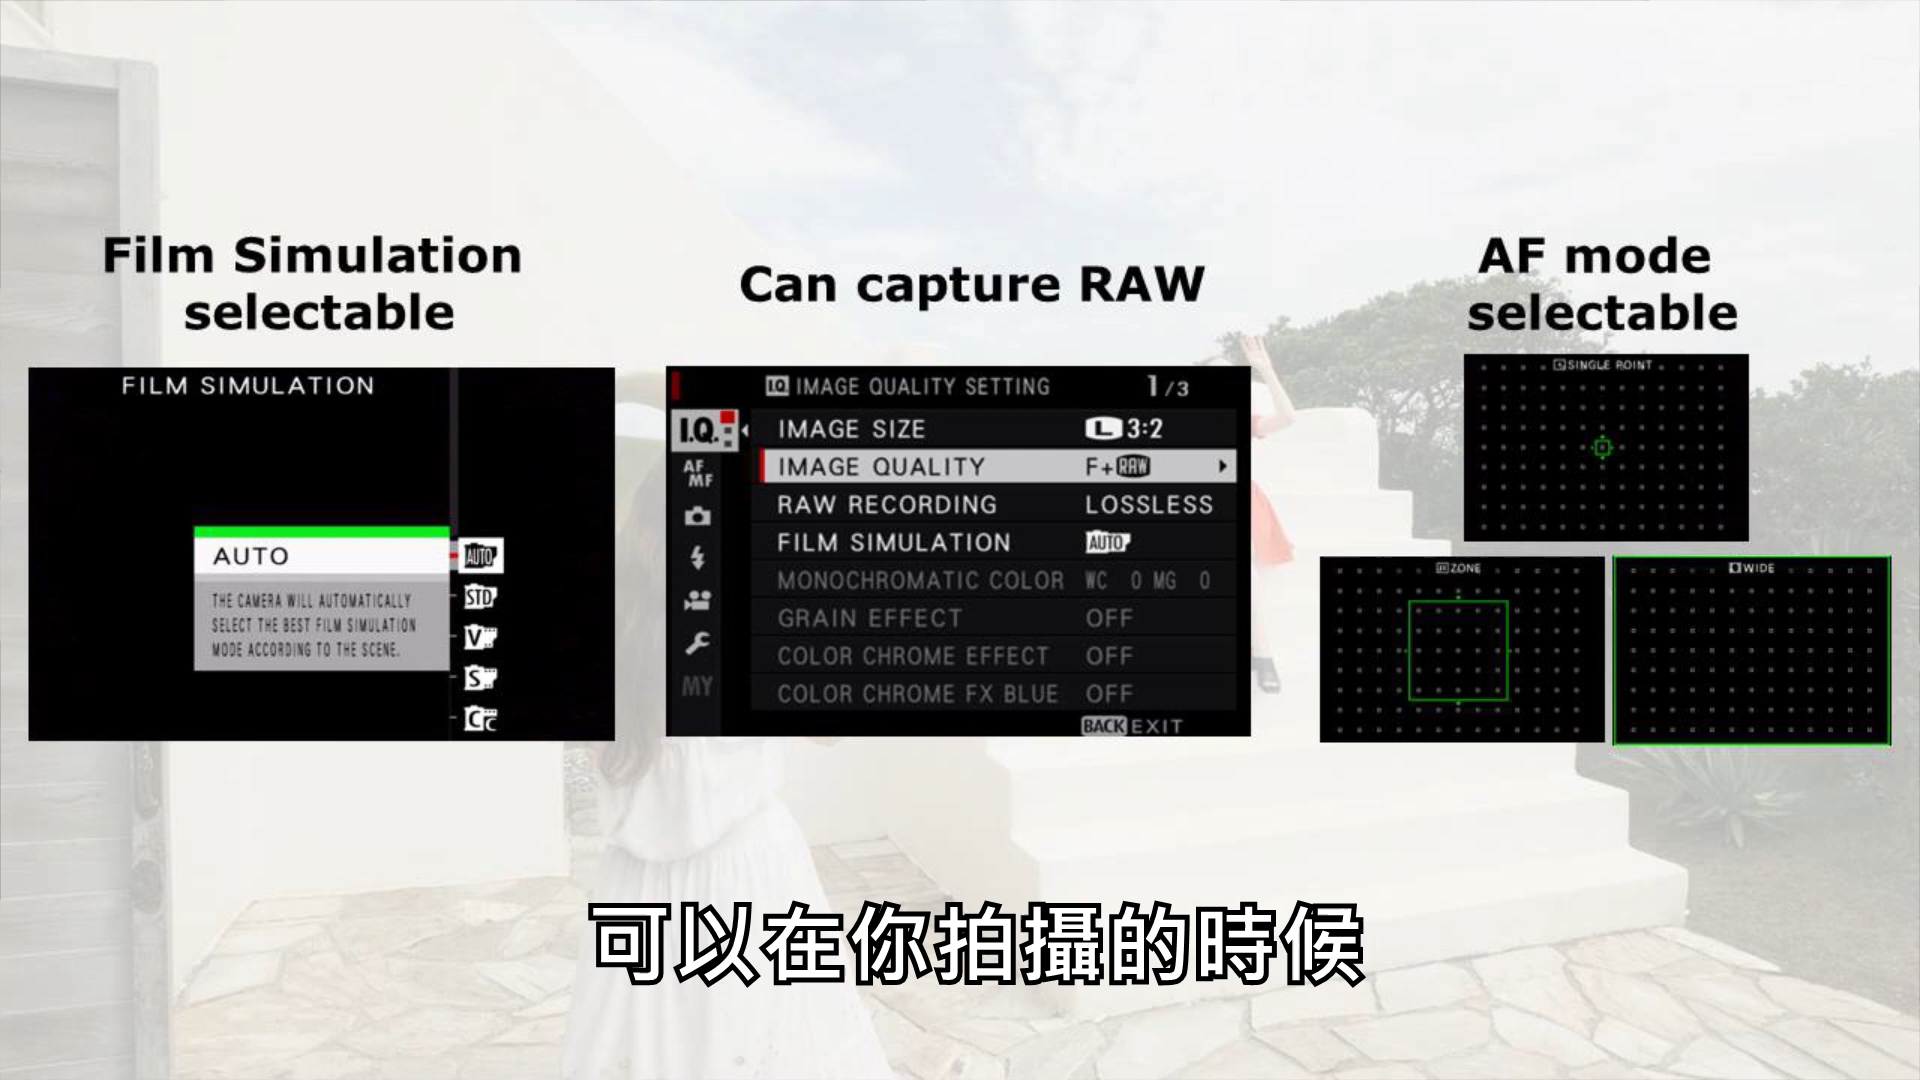 Film Simulation
selectable
FILM SIMULATION
AUTO
THE CAMERA WILL AUTOMATICALLY
SELECT THE BEST FILM SIMULATION
MODE ACCORDING TO THE SCENE.
AUTO
STD
V
S
Cc
Can capture RAW
I.Q. IMAGE QUALITY SETTING 1/3
I.Q.
AF
MF
MY
IMAGE SIZE L 3:2
IMAGE QUALITY F+RAW
RAW RECORDING LOSSLESS
FILM SIMULATION AUTO
MONOCHROMATIC COLOR WC 0 MG 0
GRAIN EFFECT OFF
COLOR CHROME EFFECT OFF
COLOR CHROME FX BLUE OFF
BACK EXIT
AF mode
selectable
SINGLE POINT
ZONE
WIDE
可以在你拍攝的時候